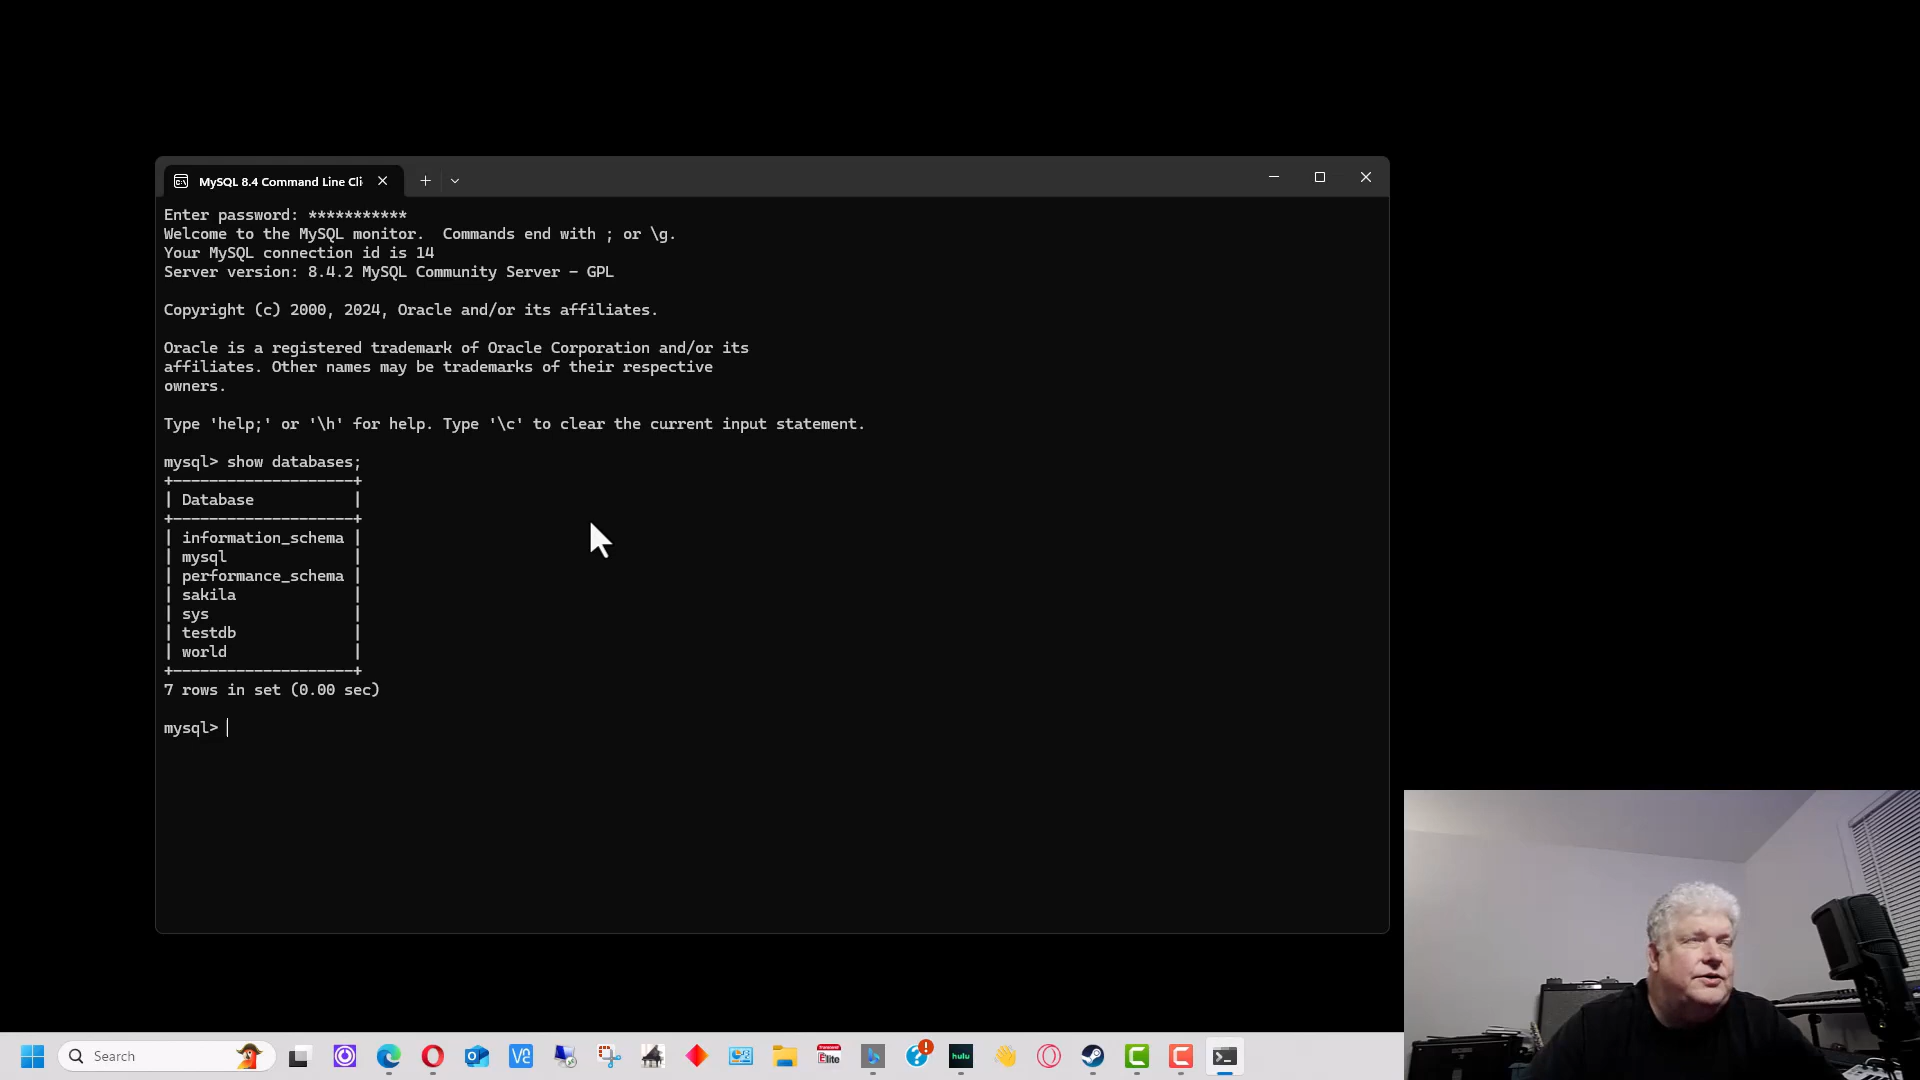 MySQL 8.4 Command Line Cli
Enter password: ***********
Welcome to the MySQL monitor.  Commands end with ; or \g.
Your MySQL connection id is 14
Server version: 8.4.2 MySQL Community Server - GPL
Copyright (c) 2000, 2024, Oracle and/or its affiliates.
Oracle is a registered trademark of Oracle Corporation and/or its
affiliates. Other names may be trademarks of their respective
owners.
Type 'help;' or '\h' for help. Type '\c' to clear the current input statement.
mysql> show databases;
+--------------------+
| Database           |
+--------------------+
| information_schema |
| mysql              |
| performance_schema |
| sakila             |
| sys                |
| testdb             |
| world              |
+--------------------+
7 rows in set (0.00 sec)
mysql>
Search
hulu